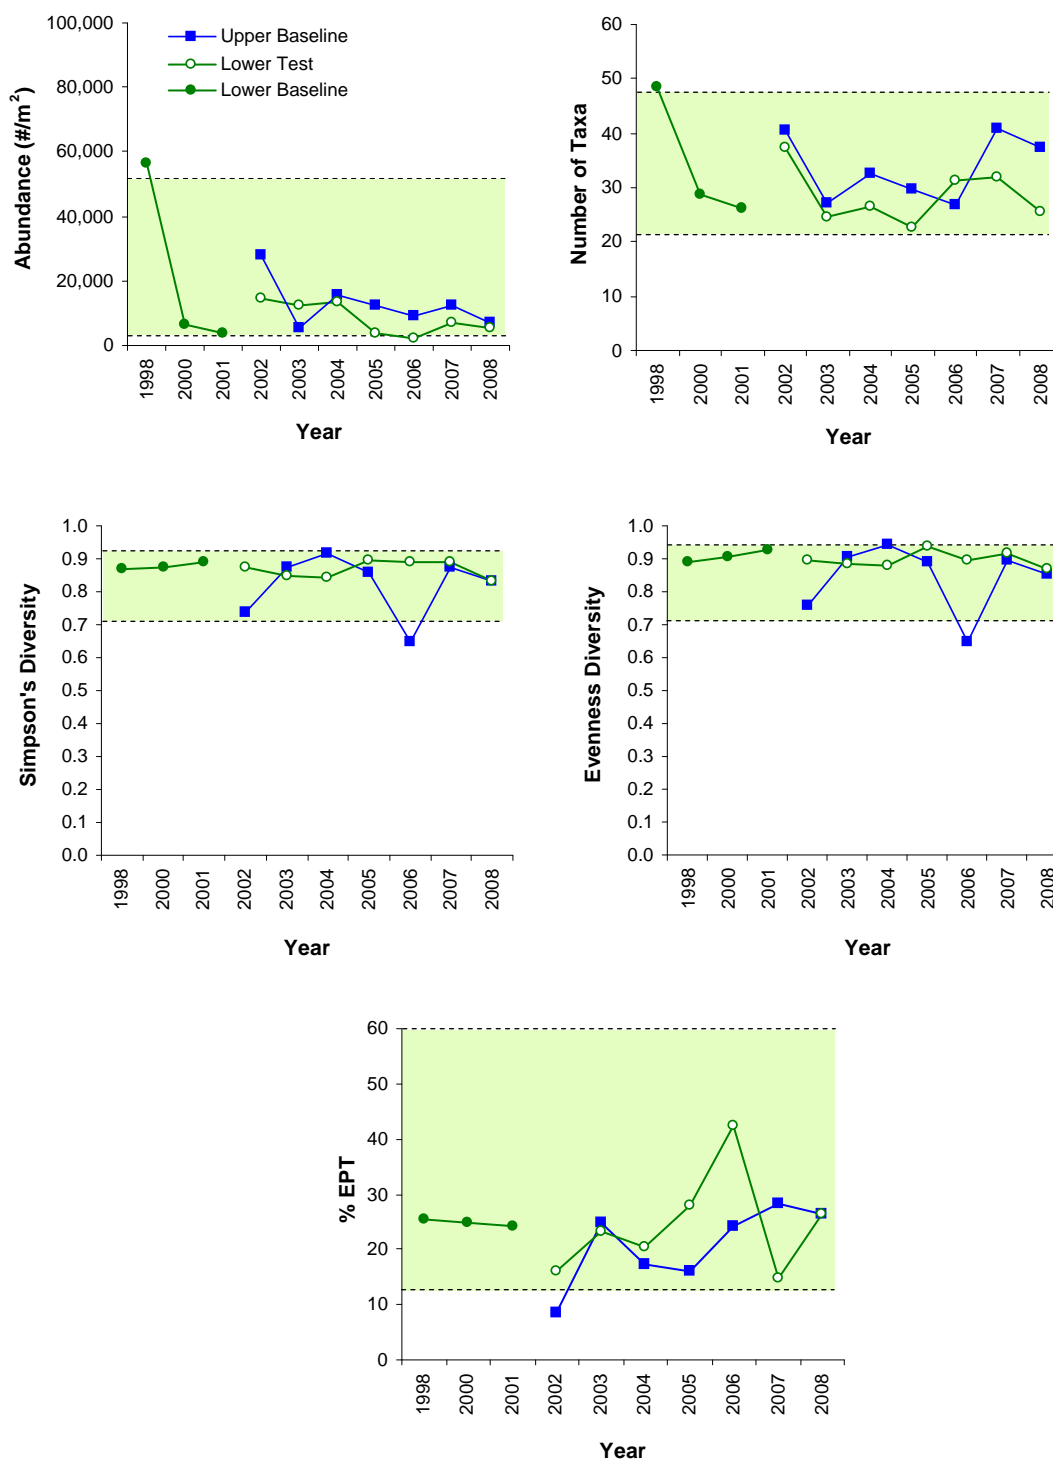 100,000
80,000
60,000
40,000
20,000
0
Abundance (#/m²)
Upper Baseline
Lower Test
Lower Baseline
1998 2000 2001 2002 2003 2004 2005 2006 2007 2008
Year
60
50
40
30
20
10
0
Number of Taxa
1998 2000 2001 2002 2003 2004 2005 2006 2007 2008
Year
1.0
0.9
0.8
0.7
0.6
0.5
0.4
0.3
0.2
0.1
0.0
Simpson's Diversity
1998 2000 2001 2002 2003 2004 2005 2006 2007 2008
Year
1.0
0.9
0.8
0.7
0.6
0.5
0.4
0.3
0.2
0.1
0.0
Evenness Diversity
1998 2000 2001 2002 2003 2004 2005 2006 2007 2008
Year
60
50
40
30
20
10
0
% EPT
1998 2000 2001 2002 2003 2004 2005 2006 2007 2008
Year